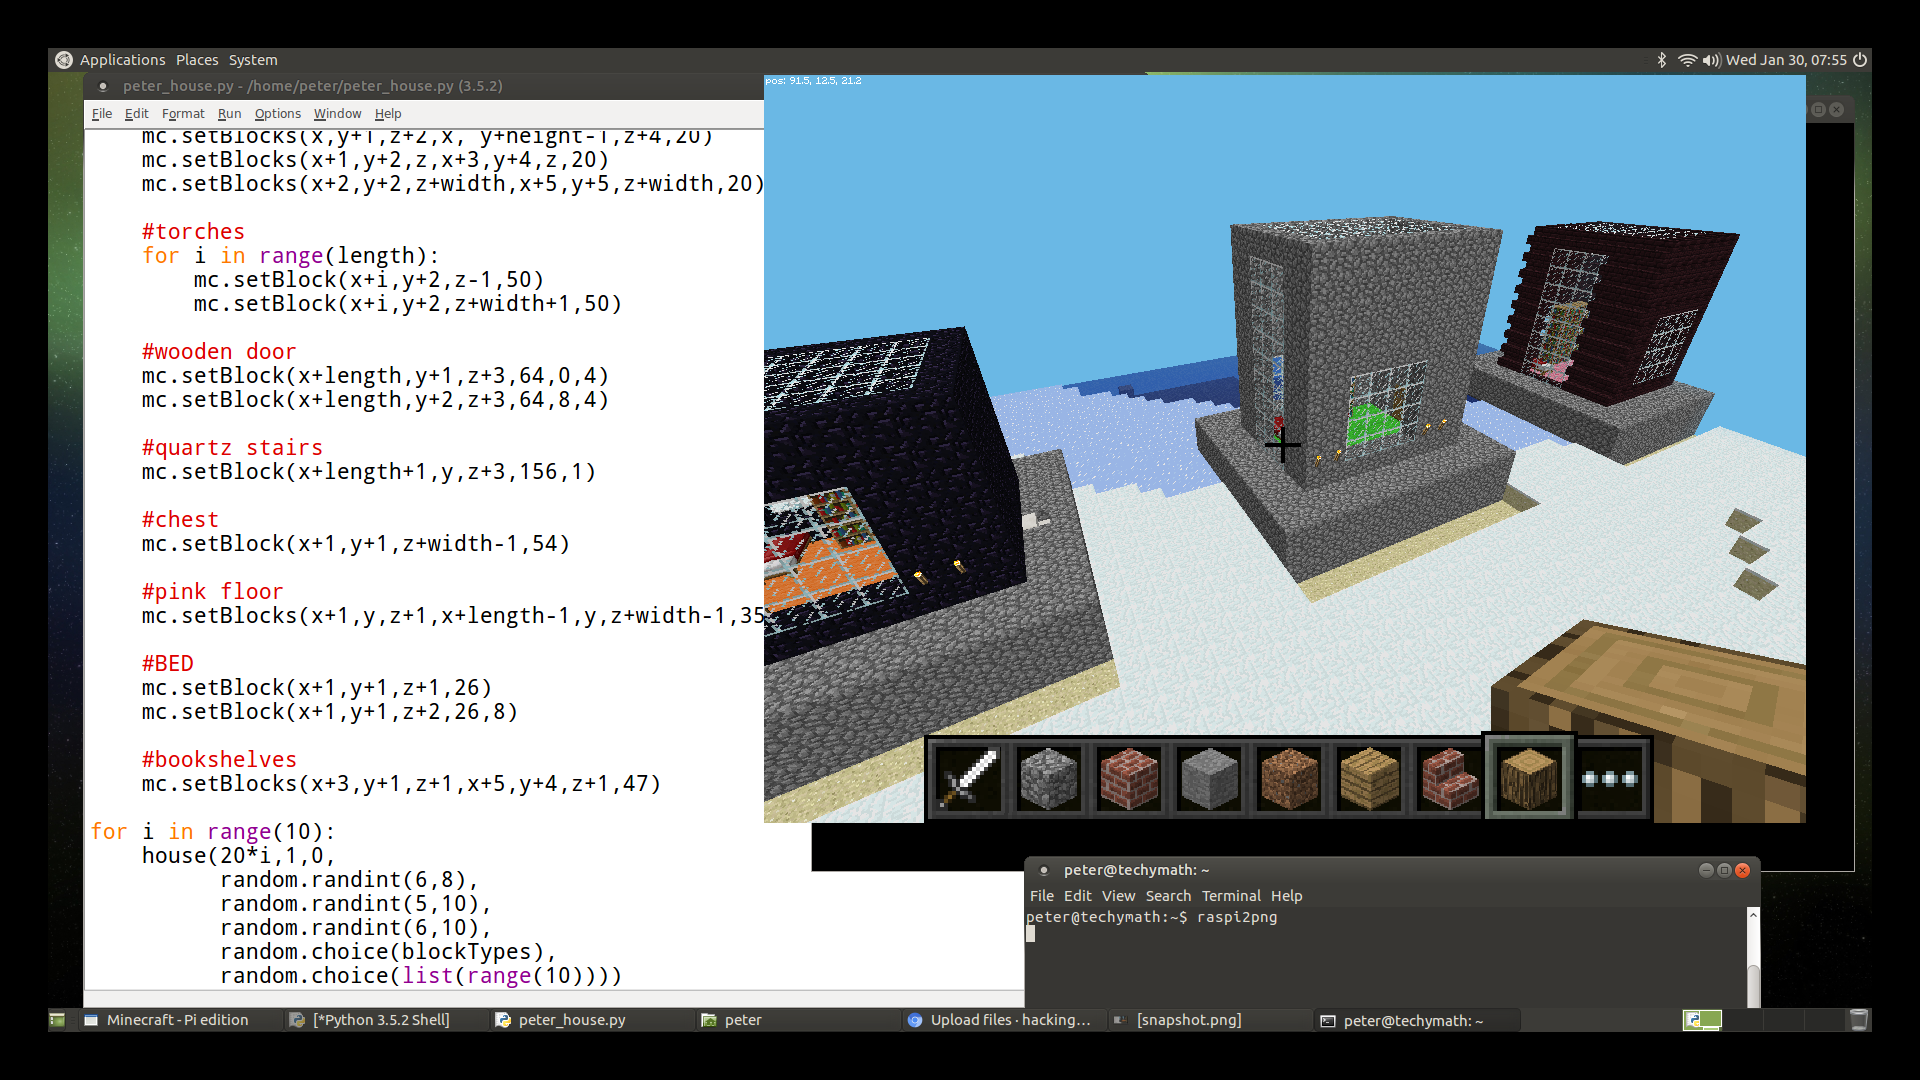 Applications Places System
Wed Jan 30, 07:55
peter_house.py - /home/peter/peter_house.py (3.5.2)
File Edit Format Run Options Window Help
mc.setBlocks(x,y+1,z+2,x, y+height-1,z+4,20)
mc.setBlocks(x+1,y+2,z,x+3,y+4,z,20)
mc.setBlocks(x+2,y+2,z+width,x+5,y+5,z+width,20)
#torches
for i in range(length):
mc.setBlock(x+i,y+2,z-1,50)
mc.setBlock(x+i,y+2,z+width+1,50)
#wooden door
mc.setBlock(x+length,y+1,z+3,64,0,4)
mc.setBlock(x+length,y+2,z+3,64,8,4)
#quartz stairs
mc.setBlock(x+length+1,y,z+3,156,1)
#chest
mc.setBlock(x+1,y+1,z+width-1,54)
#pink floor
mc.setBlocks(x+1,y,z+1,x+length-1,y,z+width-1,35
#BED
mc.setBlock(x+1,y+1,z+1,26)
mc.setBlock(x+1,y+1,z+2,26,8)
#bookshelves
mc.setBlocks(x+3,y+1,z+1,x+5,y+4,z+1,47)
for i in range(10):
house(20*i,1,0,
random.randint(6,8),
random.randint(5,10),
random.randint(6,10),
random.choice(blockTypes),
random.choice(list(range(10))))
pos: 91.5, 12.5, 21.2
peter@techymath: ~
File Edit View Search Terminal Help
peter@techymath:~$ raspi2png
Minecraft - Pi edition
[*Python 3.5.2 Shell]
peter_house.py
peter
Upload files · hacking...
[snapshot.png]
peter@techymath: ~